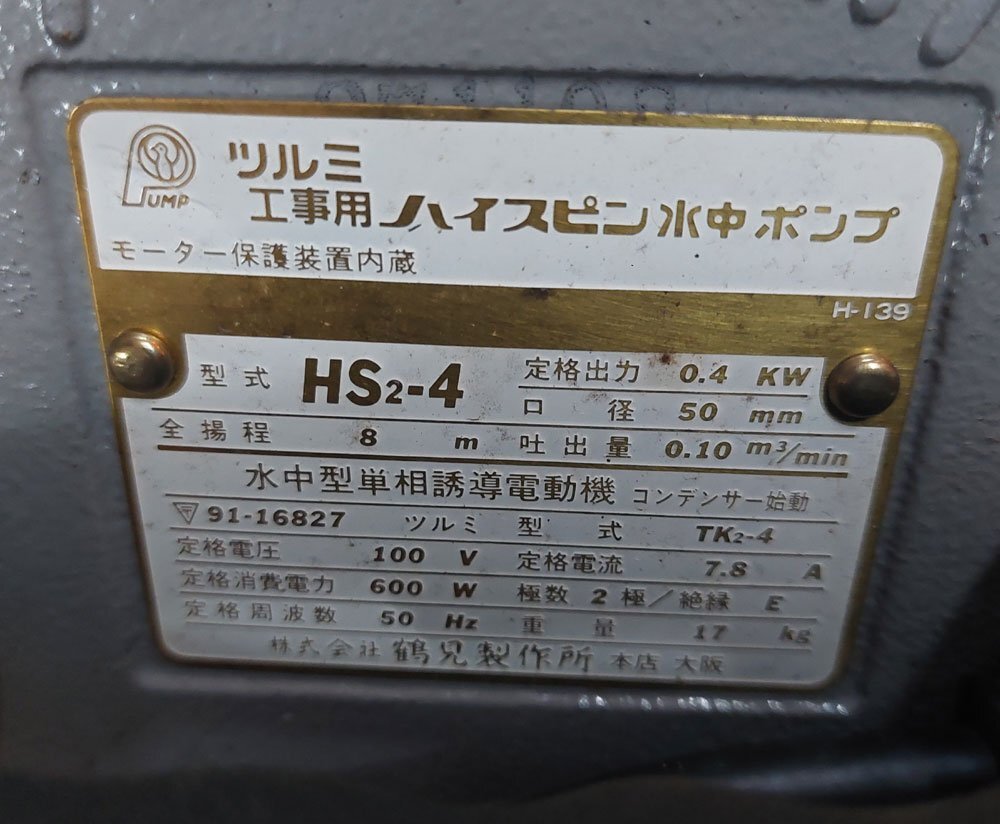 PUMP
ツルミ
工事用ハイスピン水中ポンプ
モーター保護装置内蔵
H-139
型式 HS2-4 定格出力 0.4 KW
口径 50 mm
全揚程 8 m 吐出量 0.10 m³/min
水中型単相誘導電動機 コンデンサー始動
91-16827 ツルミ型式 TK2-4
定格電圧 100 V 定格電流 7.8 A
定格消費電力 600 W 極数 2極/絶縁 E
定格周波数 50 Hz 重量 17 kg
株式会社 鶴見製作所 本店 大阪